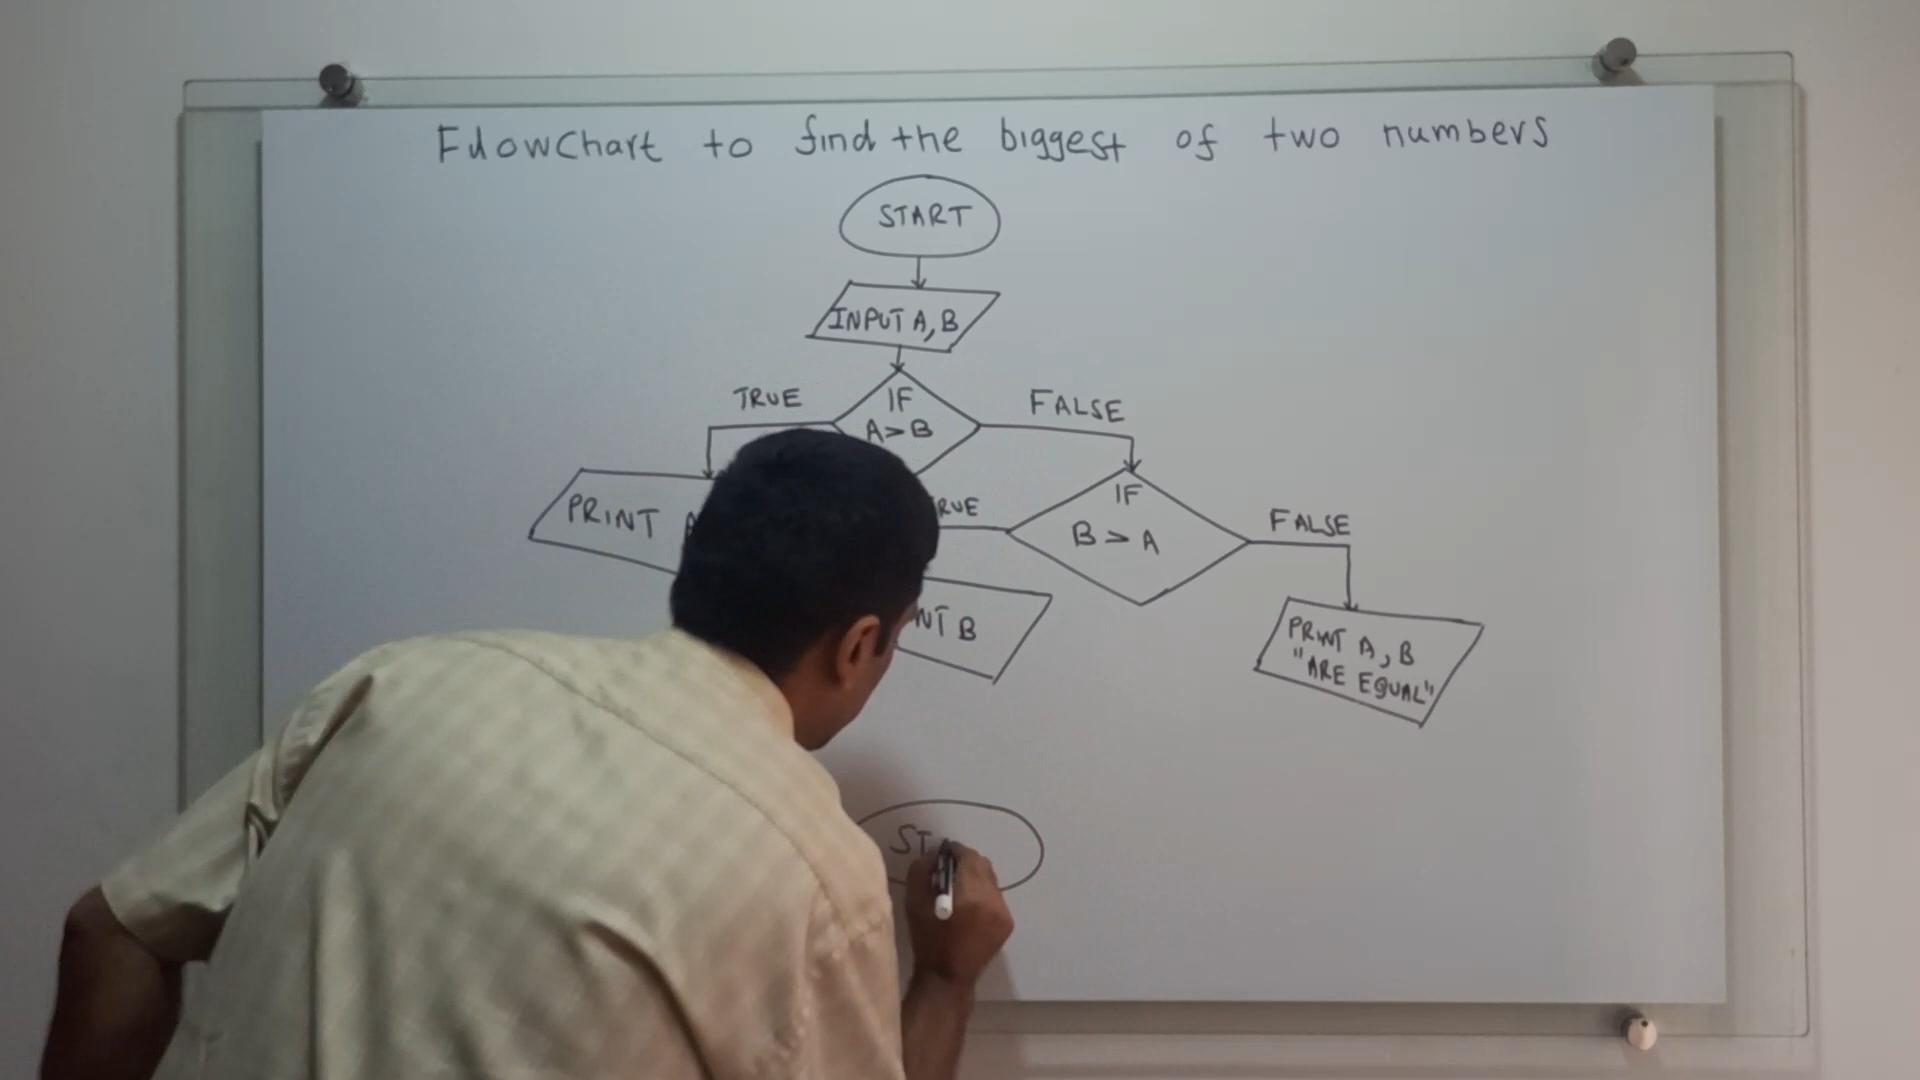 FlowChart to find the biggest of two numbers
START
INPUT A, B
IF
A > B
TRUE
FALSE
PRINT
IF
B > A
FALSE
B
PRINT A, B
"ARE EQUAL"